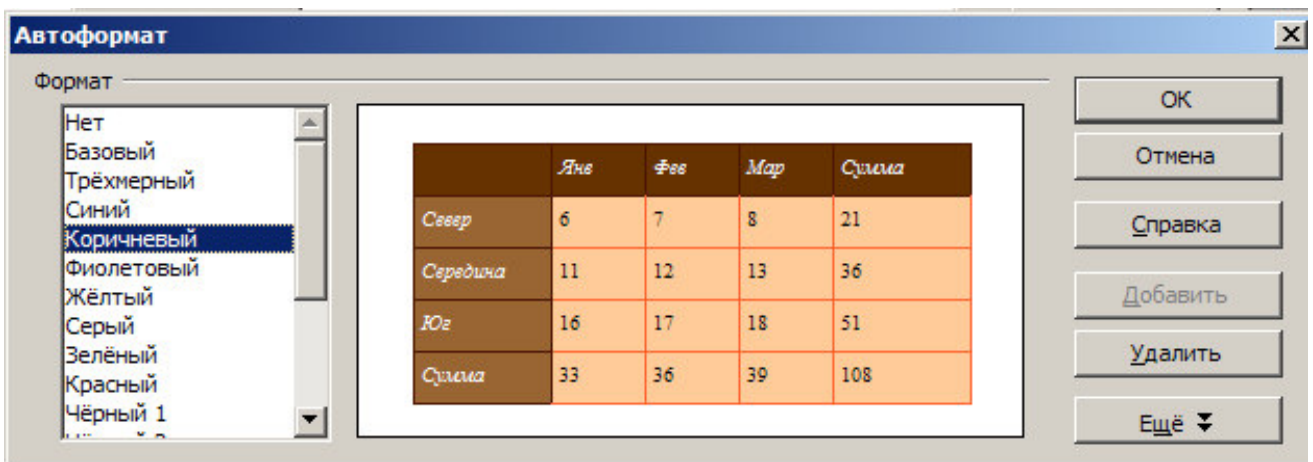 Автоформат
Формат
Нет
Базовый
Трёхмерный
Синий
Коричневый
Фиолетовый
Жёлтый
Серый
Зелёный
Красный
Чёрный 1
Янв Фев Мар Сумма
Север 6 7 8 21
Середина 11 12 13 36
Юг 16 17 18 51
Сумма 33 36 39 108
ОК
Отмена
Справка
Добавить
Удалить
Ещё